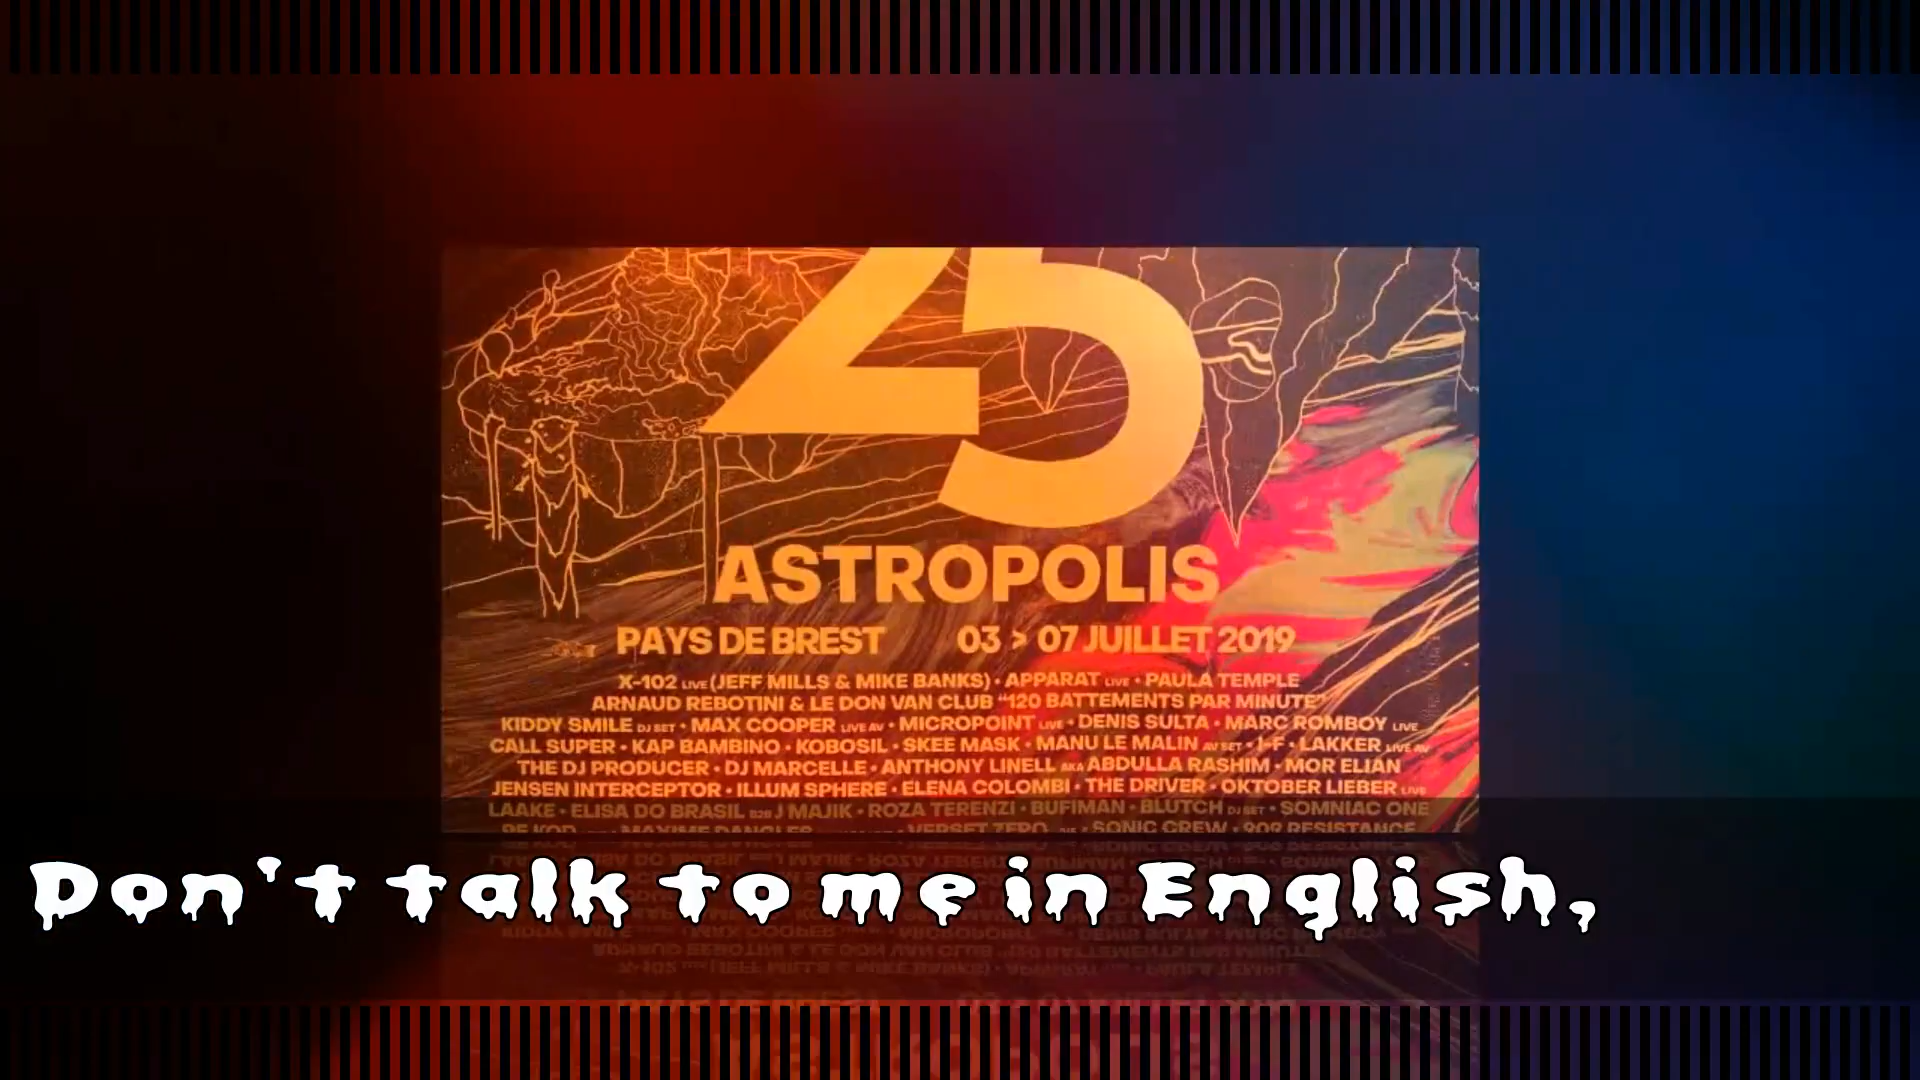 25
ASTROPOLIS
PAYS DE BREST 03 > 07 JUILLET 2019
X-102 LIVE (JEFF MILLS & MIKE BANKS) • APPARAT LIVE • PAULA TEMPLE
ARNAUD REBOTINI & LE DON VAN CLUB "120 BATTEMENTS PAR MINUTE"
KIDDY SMILE DJ SET • MAX COOPER LIVE AV • MICROPOINT LIVE • DENIS SULTA • MARC ROMBOY LIVE
CALL SUPER • KAP BAMBINO • KOBOSIL • SKEE MASK • MANU LE MALIN AV SET • I-F • LAKKER LIVE AV
THE DJ PRODUCER • DJ MARCELLE • ANTHONY LINELL AKA ABDULLA RASHIM • MOR ELIAN
JENSEN INTERCEPTOR • ILLUM SPHERE • ELENA COLOMBI • THE DRIVER • OKTOBER LIEBER LIVE
LAAKE • ELISA DO BRASIL B2B J MAJIK • ROZA TERENZI • BUFIMAN • BLUTCH DJ SET • SOMNIAC ONE
MAXIME DANGLES VERSET ZERO SONIC CREW • 909 RESISTANCE
Don't talk to me in English,